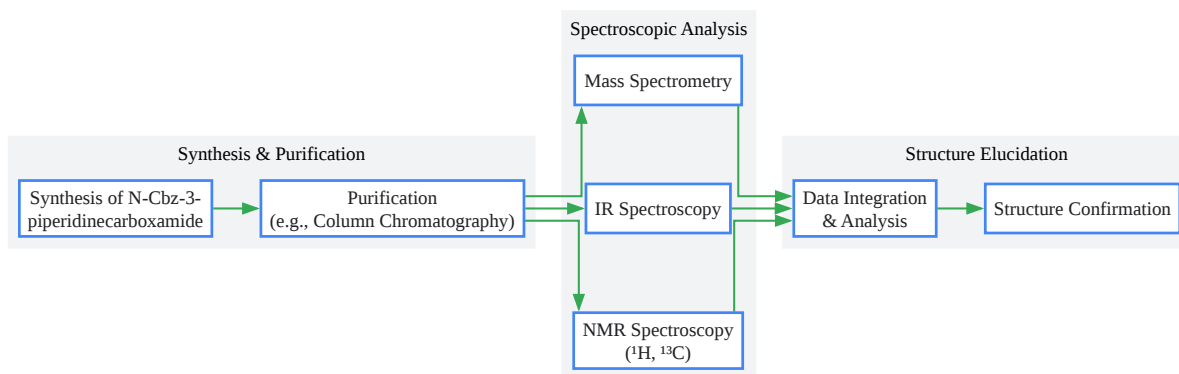 Spectroscopic Analysis
Mass Spectrometry
Synthesis & Purification
Synthesis of N-Cbz-3-
piperidinecarboxamide
Purification
(e.g., Column Chromatography)
IR Spectroscopy
NMR Spectroscopy
(¹H, ¹³C)
Structure Elucidation
Data Integration
& Analysis
Structure Confirmation